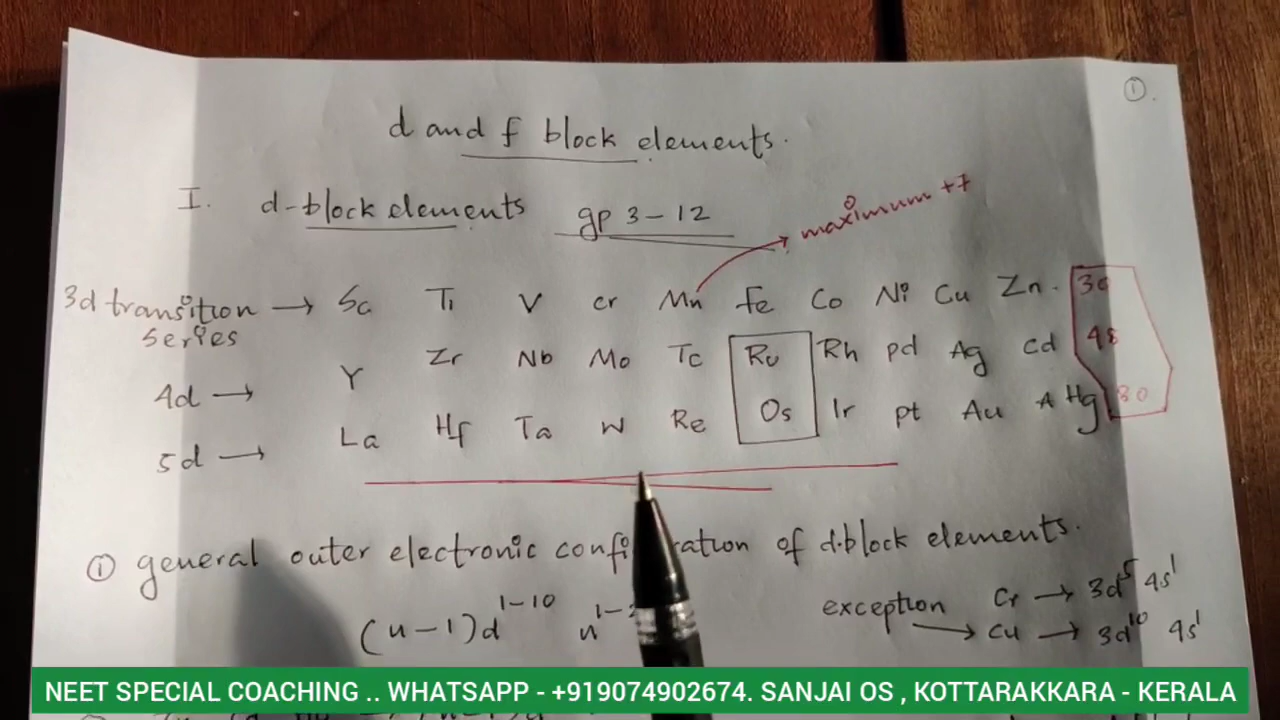 ①.
d and f block elements.
I. d-block elements gp 3-12
maximum +7
3d transition series → Sc Ti V Cr Mn Fe Co Ni Cu Zn. 30
4d → Y Zr Nb Mo Tc Ru Rh Pd Ag Cd 48
5d → La Hf Ta W Re Os Ir Pt Au Hg 80
① general outer electronic of d-block elements.
(n-1)d¹⁻¹⁰ n
exception Cr → 3d⁵ 4s¹
→ Cu → 3d¹⁰ 4s¹
NEET SPECIAL COACHING .. WHATSAPP - +919074902674. SANJAI OS , KOTTARAKKARA - KERALA